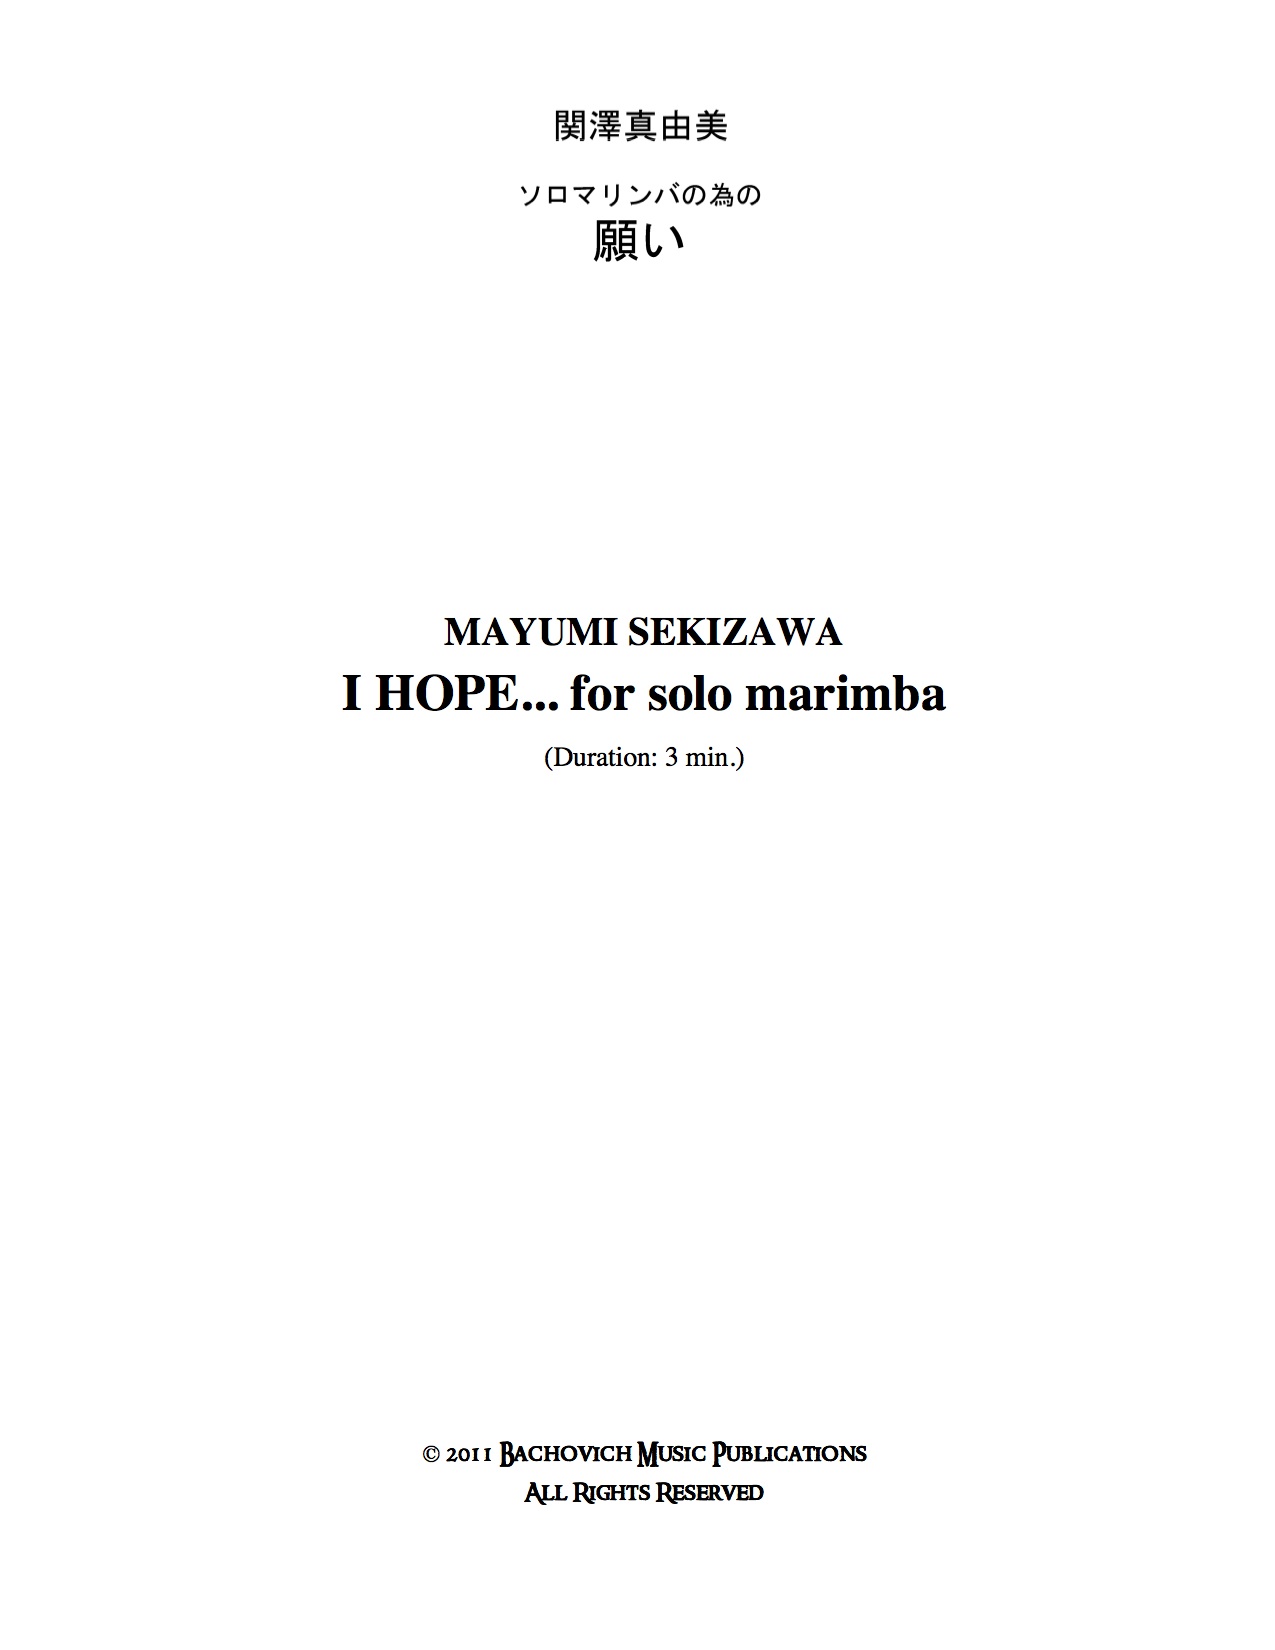 関澤真由美
ソロマリンバの為の
願い
MAYUMI SEKIZAWA
I HOPE... for solo marimba
(Duration: 3 min.)
© 2011 Bachovich Music Publications
All Rights Reserved